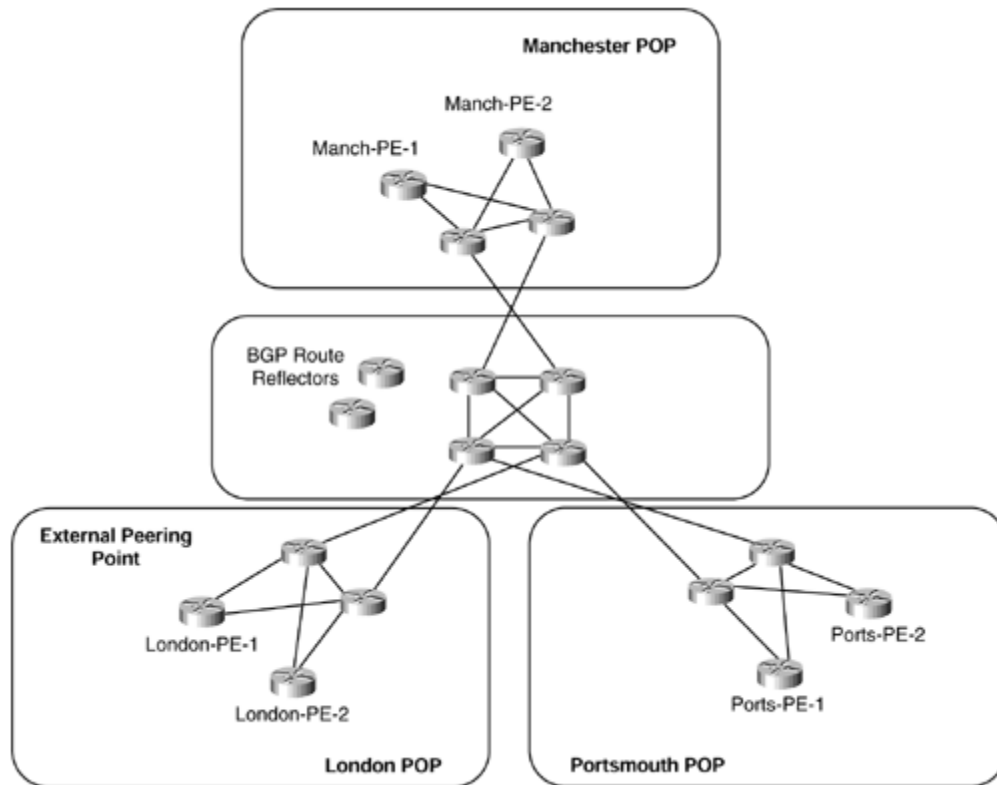 Manchester POP
Manch-PE-2
Manch-PE-1
BGP Route
Reflectors
External Peering
Point
London-PE-1
London-PE-2
London POP
Ports-PE-2
Ports-PE-1
Portsmouth POP